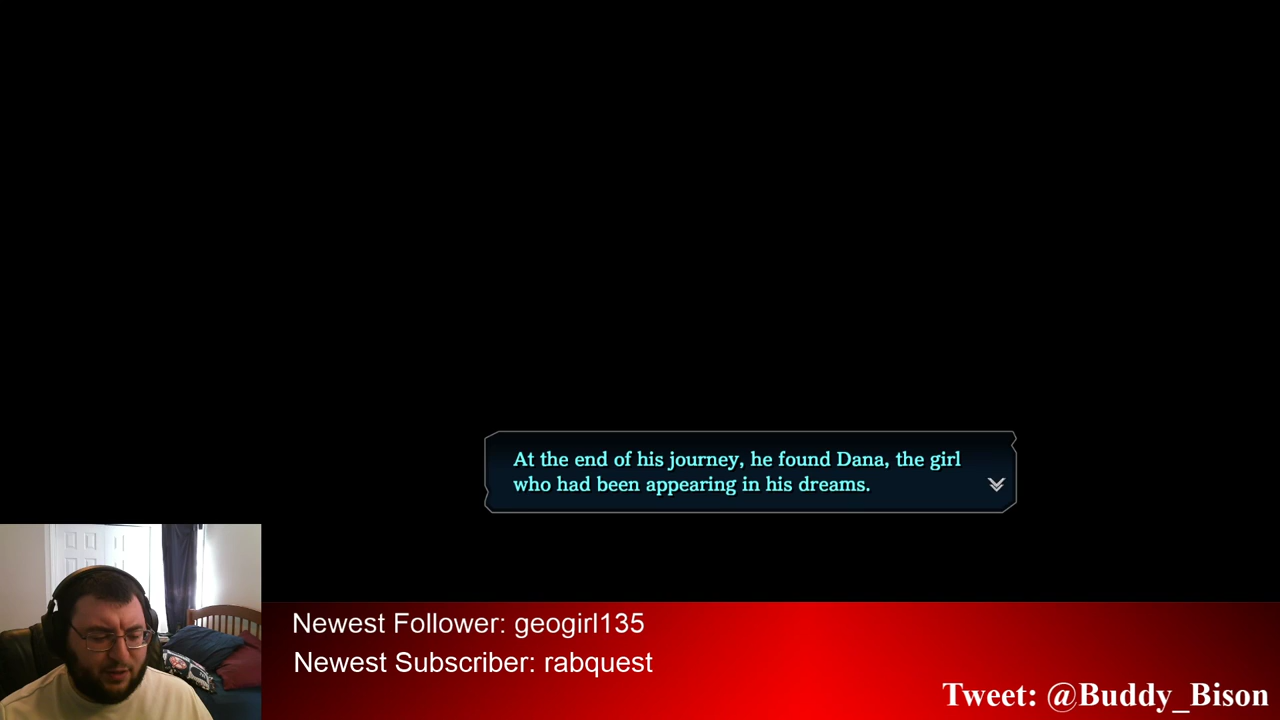 At the end of his journey, he found Dana, the girl
who had been appearing in his dreams.
Newest Follower: geogirl135
Newest Subscriber: rabquest
Tweet: @Buddy_Bison